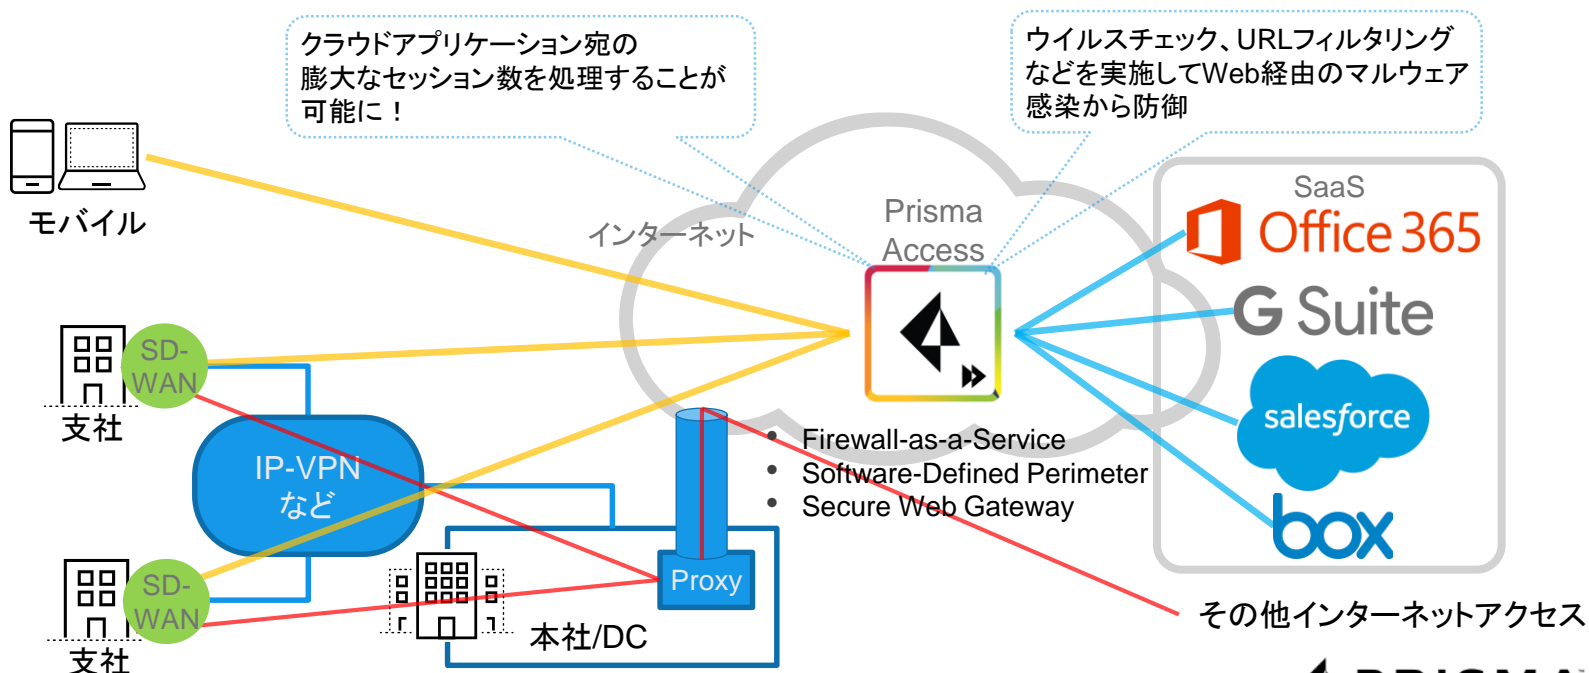 クラウドアプリケーション宛の
膨大なセッション数を処理することが
可能に！
ウイルスチェック、URLフィルタリング
などを実施してWeb経由のマルウェア
感染から防御
モバイル
インターネット
Prisma
Access
SaaS
Office 365
G Suite
salesforce
box
SD-
WAN
支社
IP-VPN
など
Firewall-as-a-Service
Software-Defined Perimeter
Secure Web Gateway
SD-
WAN
支社
Proxy
本社/DC
その他インターネットアクセス
PRISMA